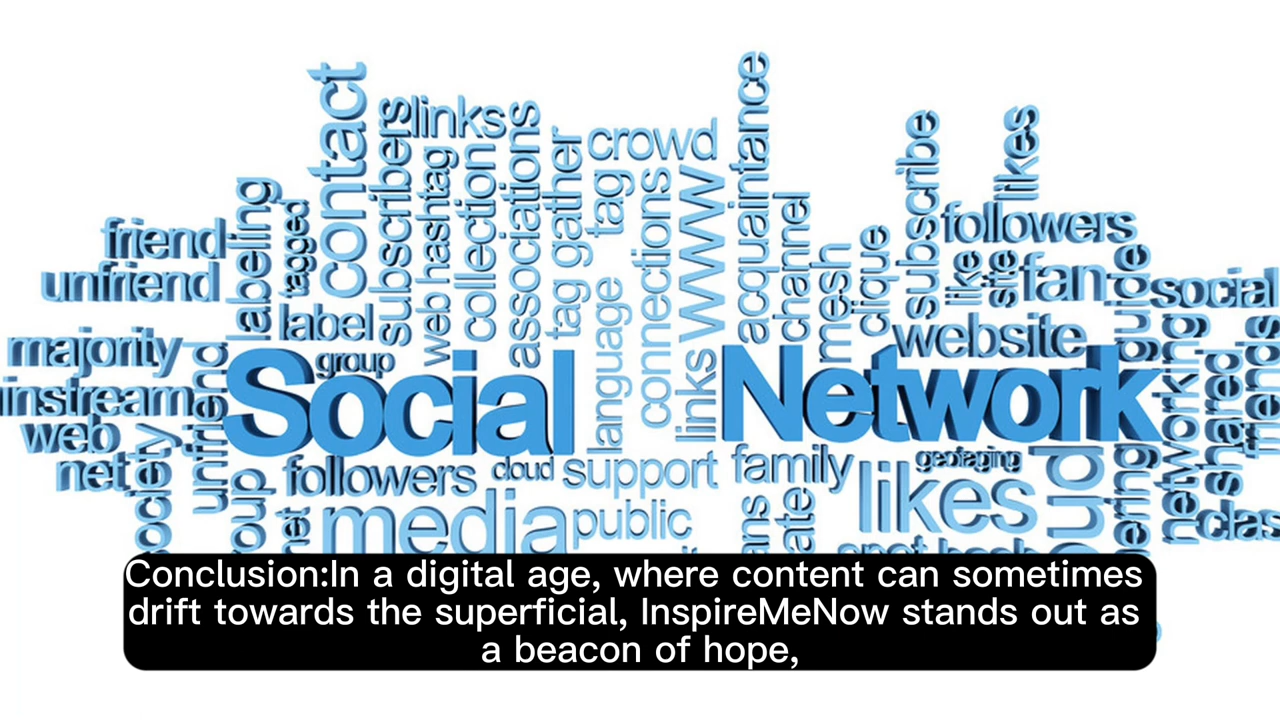 contact
subscribers
links
web hashtag
collection
associations
tag gather
crowd
tag
connections
www
acquaintance
channel
mesh
clique
subscribe
likes
followers
like
site
fan
social
friend
unfriend
labeling
tagged
label
group
majority
instream
web
net
society
unfriend
language
links
website
guide
networking
shared
friends
Social Network
followers
cloud
support
family
geotaging
likes
media
public
net
Conclusion:In a digital age, where content can sometimes
drift towards the superficial, InspireMeNow stands out as
a beacon of hope,